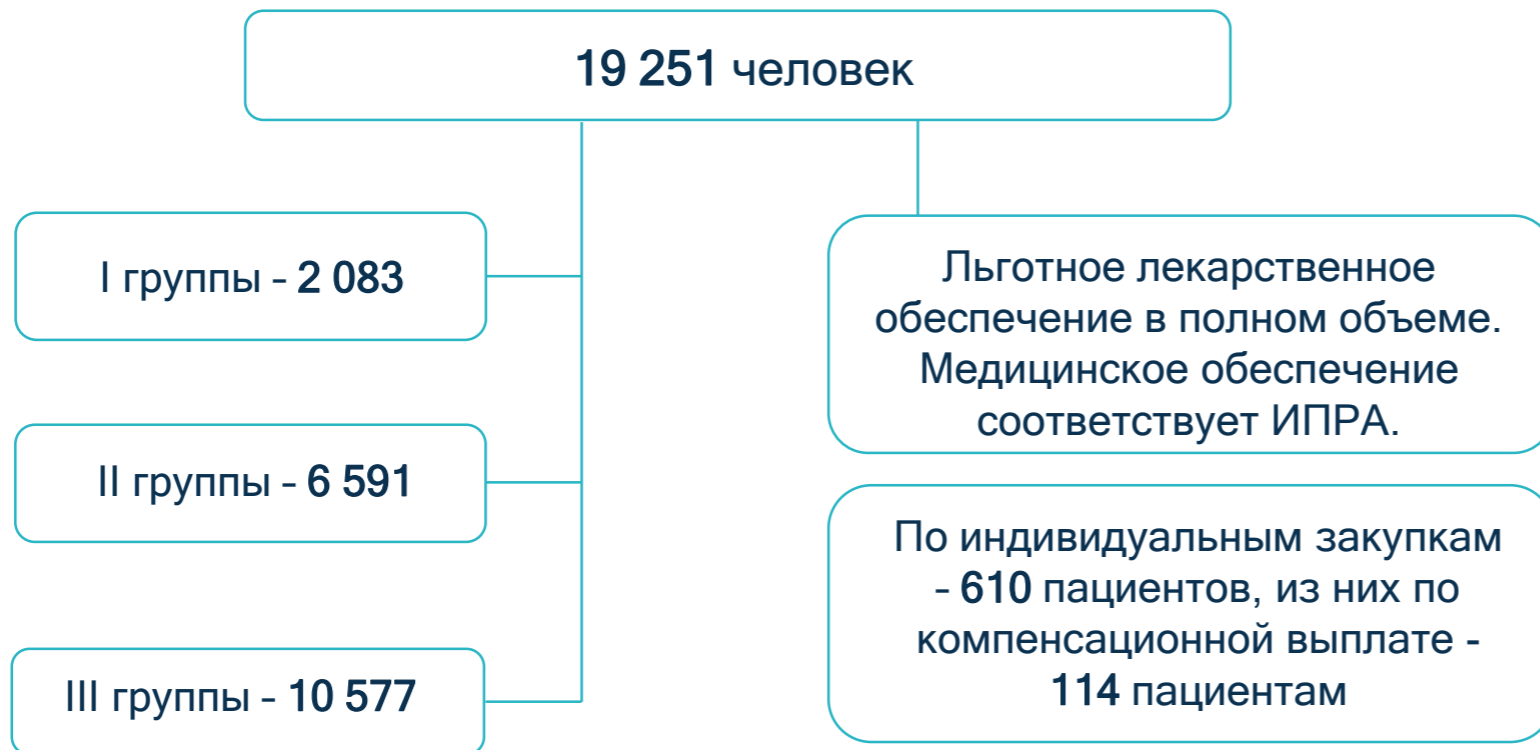 19 251 человек
I группы - 2 083
II группы - 6 591
III группы - 10 577
Льготное лекарственное
обеспечение в полном объеме.
Медицинское обеспечение
соответствует ИПРА.
По индивидуальным закупкам
- 610 пациентов, из них по
компенсационной выплате -
114 пациентам